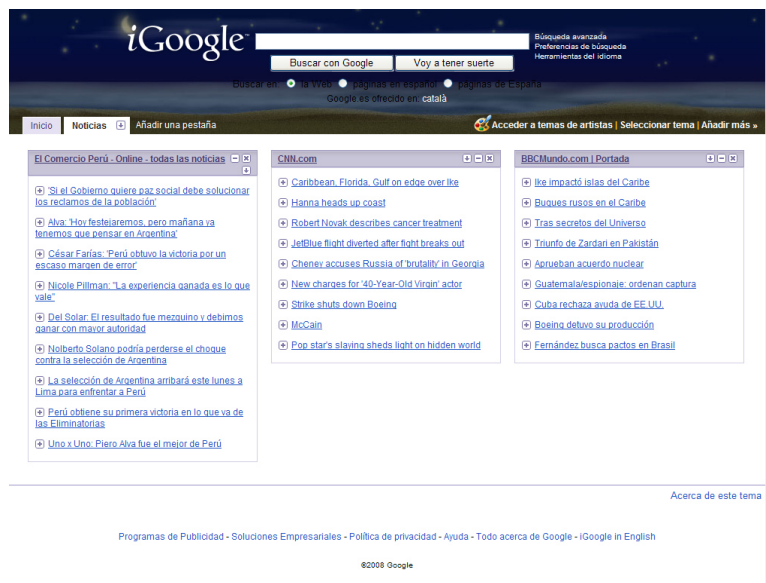 iGoogle
Búsqueda avanzada
Preferencias de búsqueda
Herramientas del idioma
Buscar con Google
Voy a tener suerte
Buscar en: la Web páginas en español páginas de España
Google.es ofrecido en: català
Inicio
Noticias
Añadir una pestaña
Acceder a temas de artistas | Seleccionar tema | Añadir más »
El Comercio Perú - Online - todas las noticias
'Si el Gobierno quiere paz social debe solucionar
los reclamos de la población'
Alva: 'Hoy festejaremos, pero mañana ya
tenemos que pensar en Argentina'
César Farías: 'Perú obtuvo la victoria por un
escaso margen de error'
Nicole Pillman: "La experiencia ganada es lo que
vale"
Del Solar: El resultado fue mezquino y debimos
ganar con mayor autoridad
Nolberto Solano podría perderse el choque
contra la selección de Argentina
La selección de Argentina arribará este lunes a
Lima para enfrentar a Perú
Perú obtiene su primera victoria en lo que va de
las Eliminatorias
Uno x Uno: Piero Alva fue el mejor de Perú
CNN.com
Caribbean, Florida, Gulf on edge over Ike
Hanna heads up coast
Robert Novak describes cancer treatment
JetBlue flight diverted after fight breaks out
Cheney accuses Russia of 'brutality' in Georgia
New charges for '40-Year-Old Virgin' actor
Strike shuts down Boeing
McCain
Pop star's slaying sheds light on hidden world
BBCMundo.com | Portada
Ike impactó islas del Caribe
Buques rusos en el Caribe
Tras secretos del Universo
Triunfo de Zardari en Pakistán
Aprueban acuerdo nuclear
Guatemala/espionaje: ordenan captura
Cuba rechaza ayuda de EE.UU.
Boeing detuvo su producción
Fernández busca pactos en Brasil
Acerca de este tema
Programas de Publicidad - Soluciones Empresariales - Política de privacidad - Ayuda - Todo acerca de Google - iGoogle in English
©2008 Google